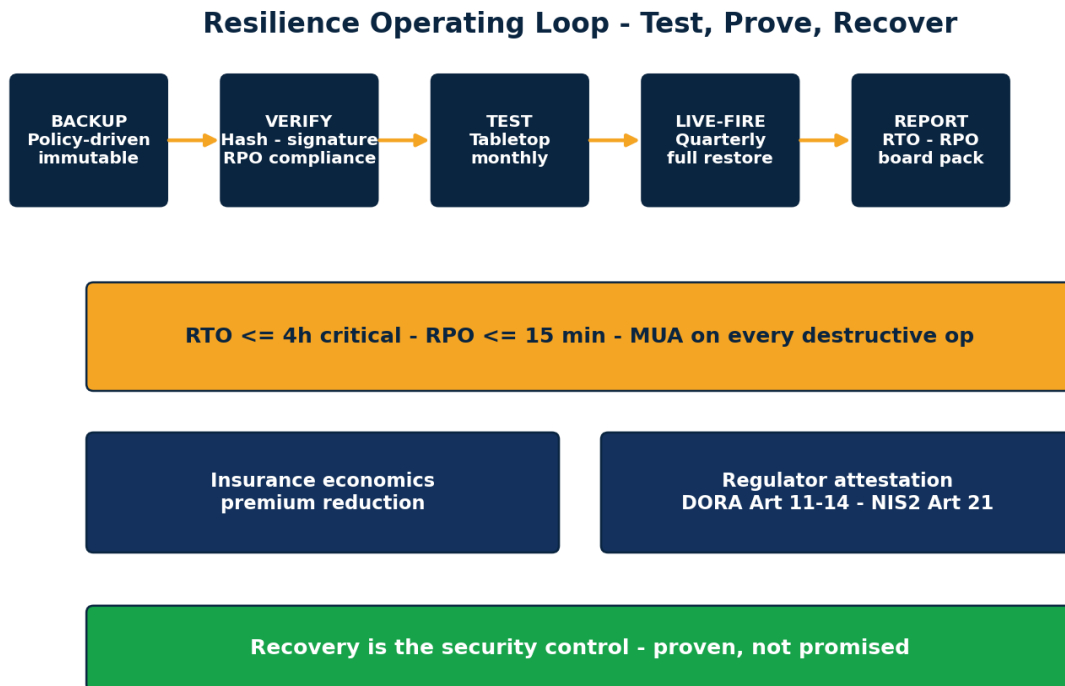 Resilience Operating Loop - Test, Prove, Recover
BACKUP
Policy-driven
immutable
VERIFY
Hash - signature
RPO compliance
TEST
Tabletop
monthly
LIVE-FIRE
Quarterly
full restore
REPORT
RTO - RPO
board pack
RTO <= 4h critical - RPO <= 15 min - MUA on every destructive op
Insurance economics
premium reduction
Regulator attestation
DORA Art 11-14 - NIS2 Art 21
Recovery is the security control - proven, not promised